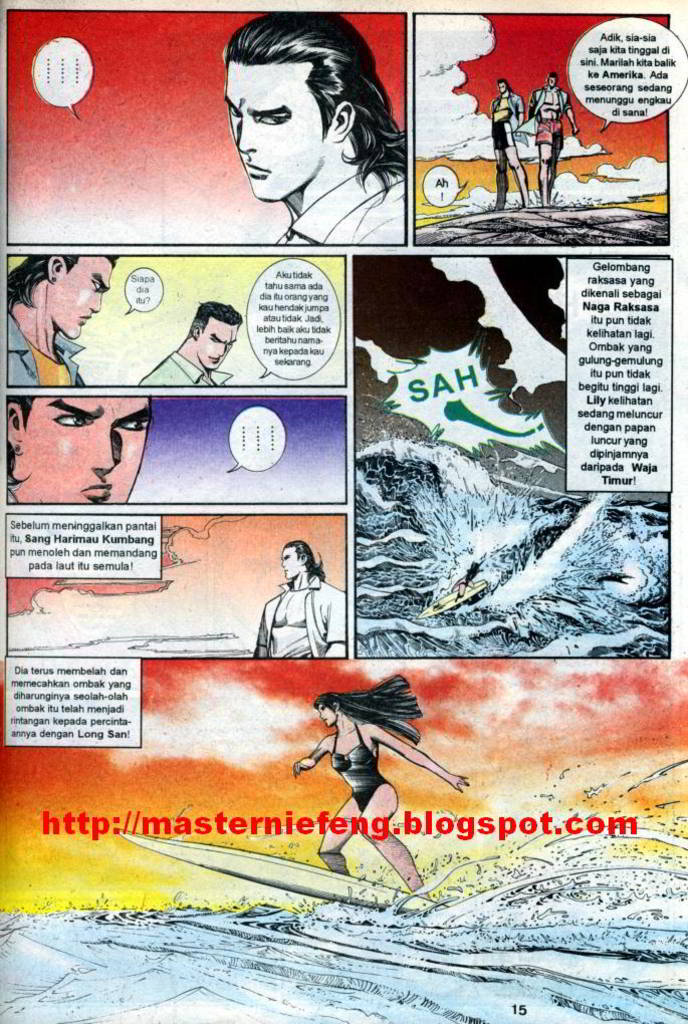 ! ! ! !
! ! ! !
Adik, sia-sia
saja kita tinggal di
sini. Marilah kita balik
ke Amerika. Ada
seseorang sedang
menunggu engkau
di sana!
Ah
!
Siapa
dia
itu?
Aku tidak
tahu sama ada
dia itu orang yang
kau hendak jumpa
atau tidak. Jadi,
lebih baik aku tidak
beritahu nama-
nya kepada kau
sekarang.
Gelombang
raksasa yang
dikenali sebagai
Naga Raksasa
itu pun tidak
kelihatan lagi.
Ombak yang
gulung-gemulung
itu pun tidak
begitu tinggi lagi.
Lily kelihatan
sedang meluncur
dengan papan
luncur yang
dipinjamnya
daripada Waja
Timur!
SAH
!
! ! ! !
! ! ! !
Sebelum meninggalkan pantai
itu, Sang Harimau Kumbang
pun menoleh dan memandang
pada laut itu semula!
Dia terus membelah dan
memecahkan ombak yang
diharunginya seolah-olah
ombak itu telah menjadi
rintangan kepada percinta-
annya dengan Long San!
http://masterniefeng.blogspot.com
15